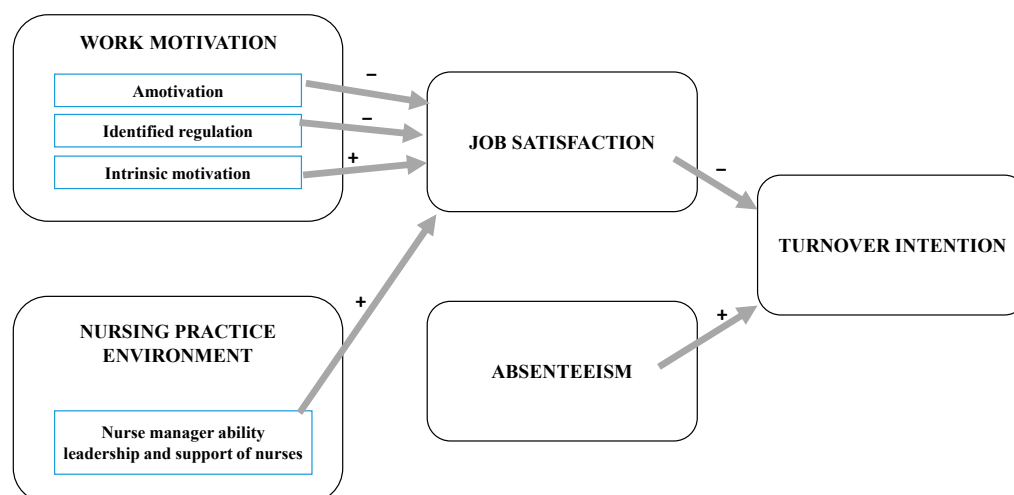 WORK MOTIVATION
Amotivation
Identified regulation
Intrinsic motivation
–
–
+
JOB SATISFACTION
–
TURNOVER INTENTION
NURSING PRACTICE
ENVIRONMENT
Nurse manager ability
leadership and support of nurses
+
ABSENTEEISM
+